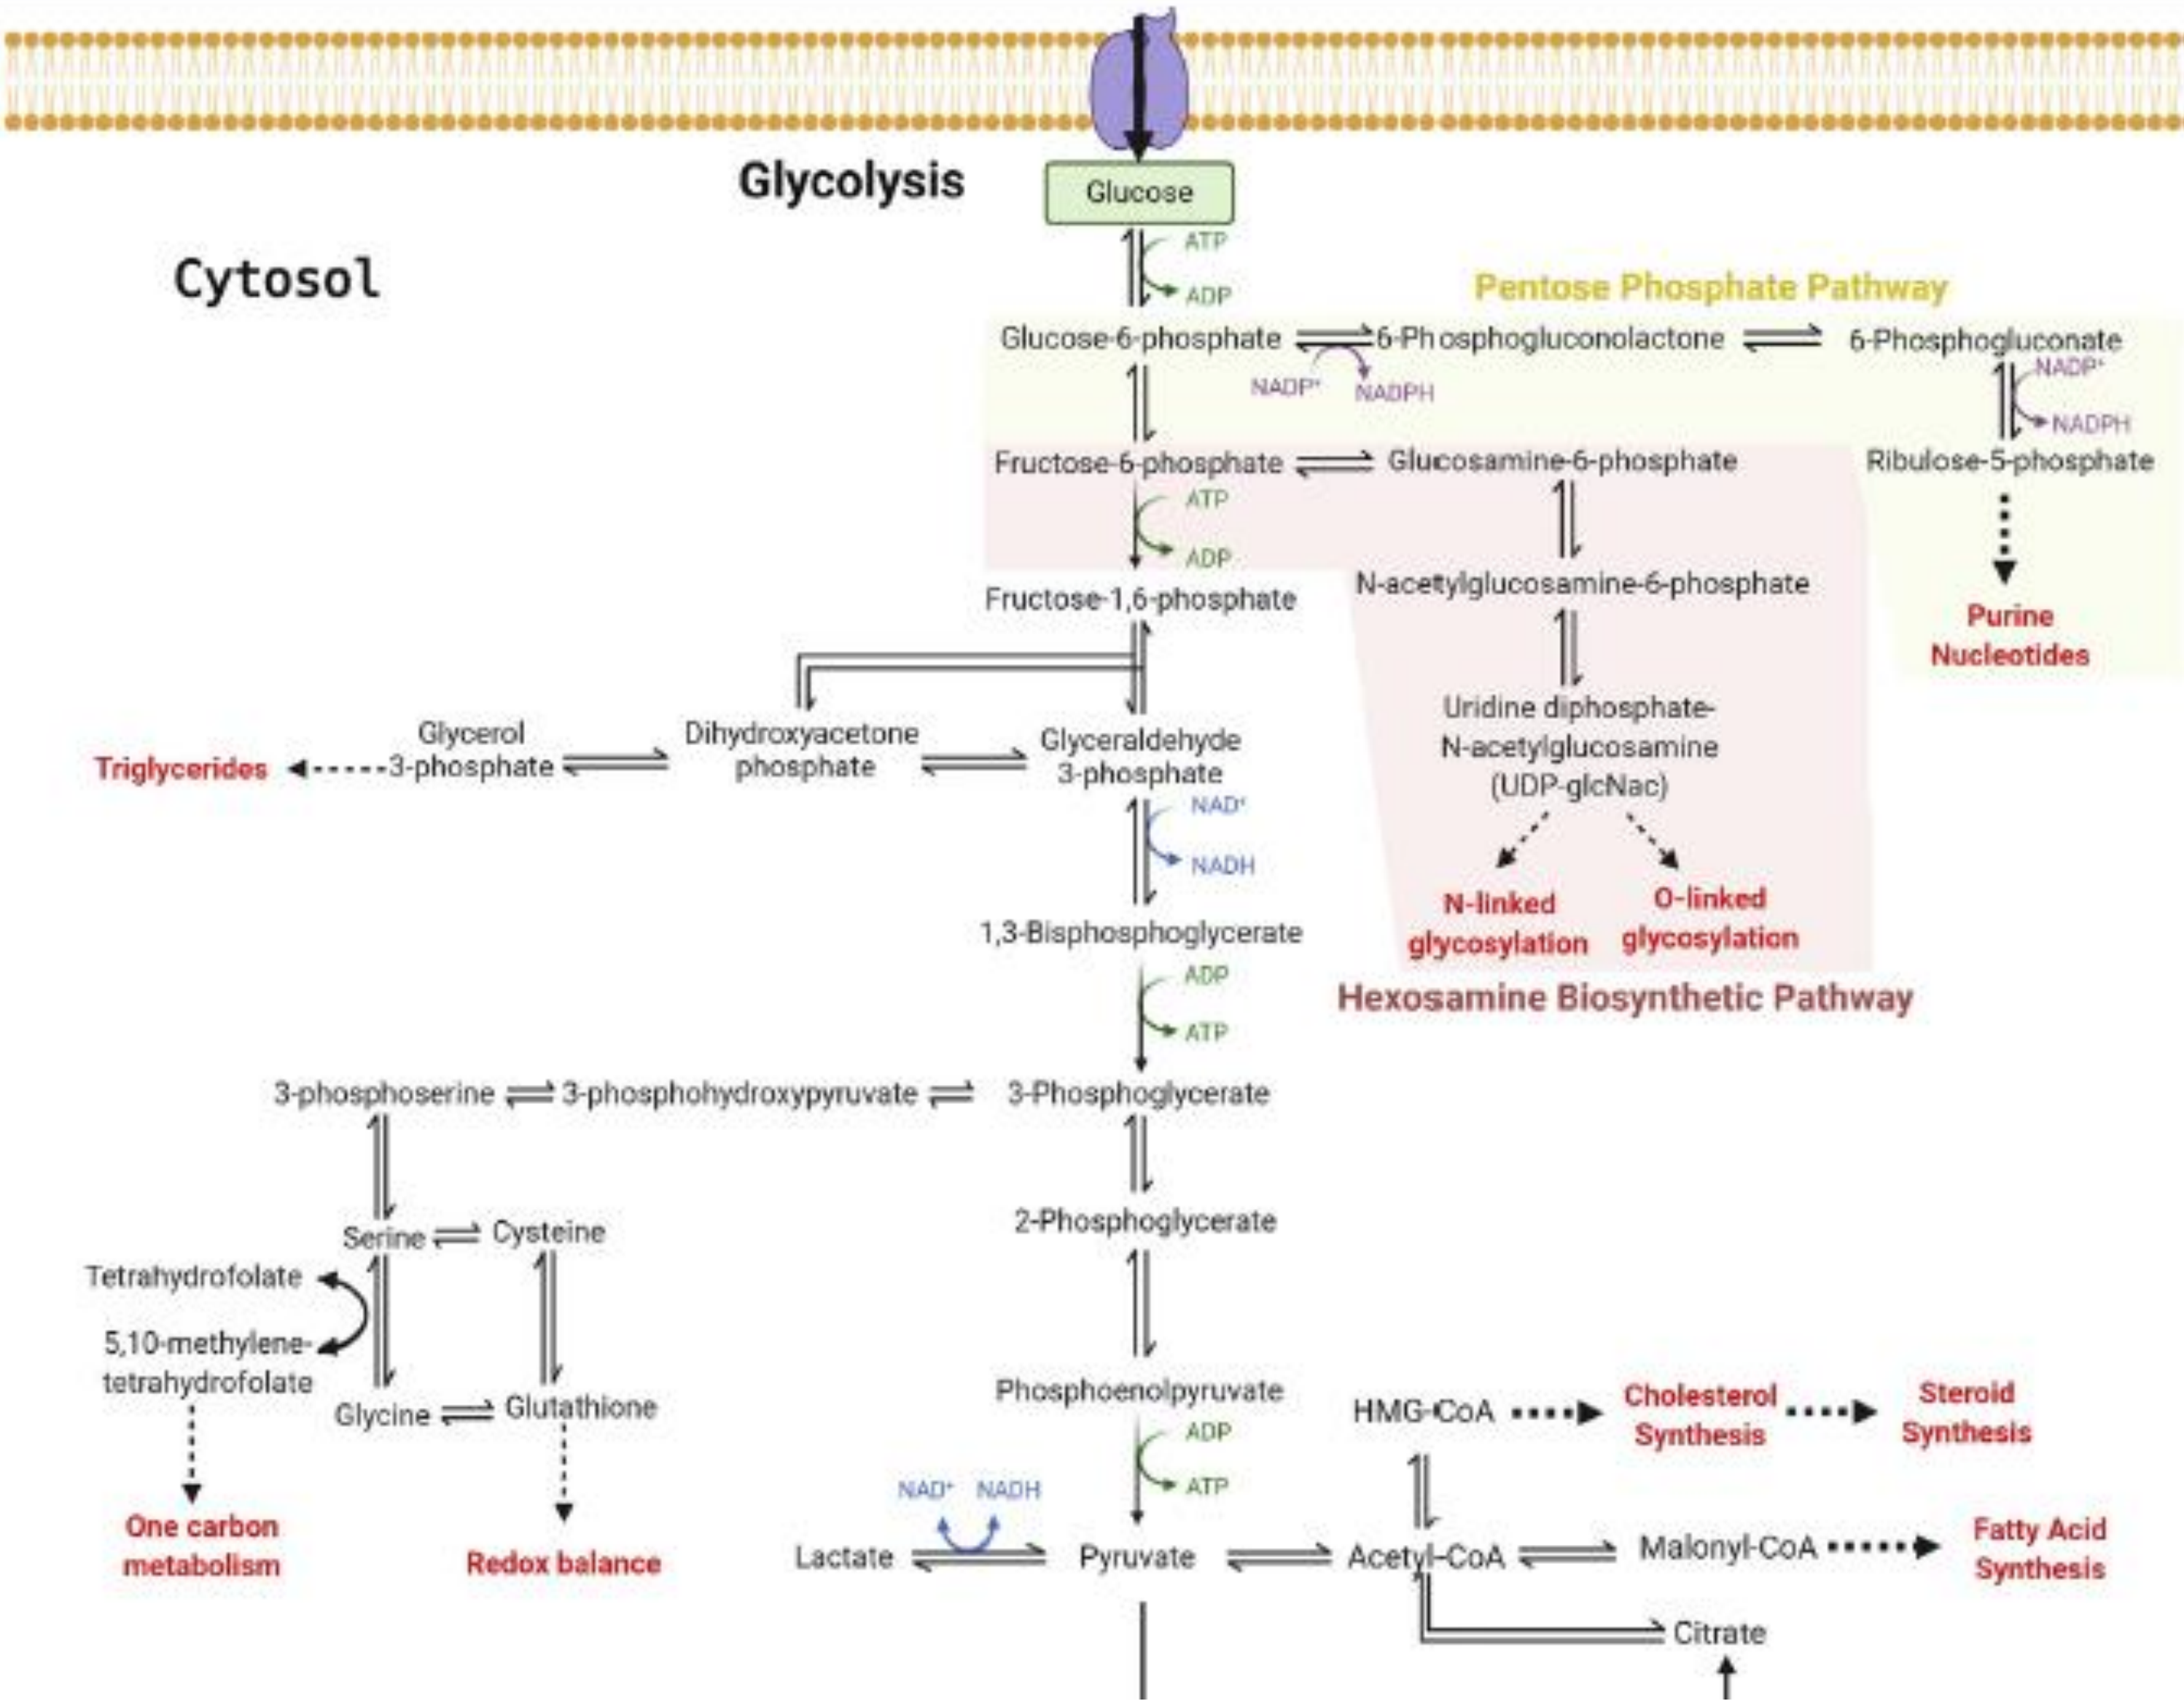 Glycolysis
Glucose
Cytosol
ATP
ADP
Pentose Phosphate Pathway
Glucose-6-phosphate
6-Phosphogluconolactone
6-Phosphogluconate
NADP⁺
NADPH
NADP⁺
NADPH
Fructose-6-phosphate
Glucosamine-6-phosphate
Ribulose-5-phosphate
ATP
ADP
Fructose-1,6-phosphate
N-acetylglucosamine-6-phosphate
Purine
Nucleotides
Uridine diphosphate-
N-acetylglucosamine
(UDP-glcNac)
Triglycerides
Glycerol
3-phosphate
Dihydroxyacetone
phosphate
Glyceraldehyde
3-phosphate
NAD⁺
NADH
N-linked
glycosylation
O-linked
glycosylation
1,3-Bisphosphoglycerate
Hexosamine Biosynthetic Pathway
ADP
ATP
3-phosphoserine
3-phosphohydroxypyruvate
3-Phosphoglycerate
2-Phosphoglycerate
Serine
Cysteine
Tetrahydrofolate
5,10-methylene-
tetrahydrofolate
Glycine
Glutathione
Phosphoenolpyruvate
HMG-CoA
Cholesterol
Synthesis
Steroid
Synthesis
ADP
ATP
NAD⁺
NADH
One carbon
metabolism
Redox balance
Lactate
Pyruvate
Acetyl-CoA
Malonyl-CoA
Fatty Acid
Synthesis
Citrate